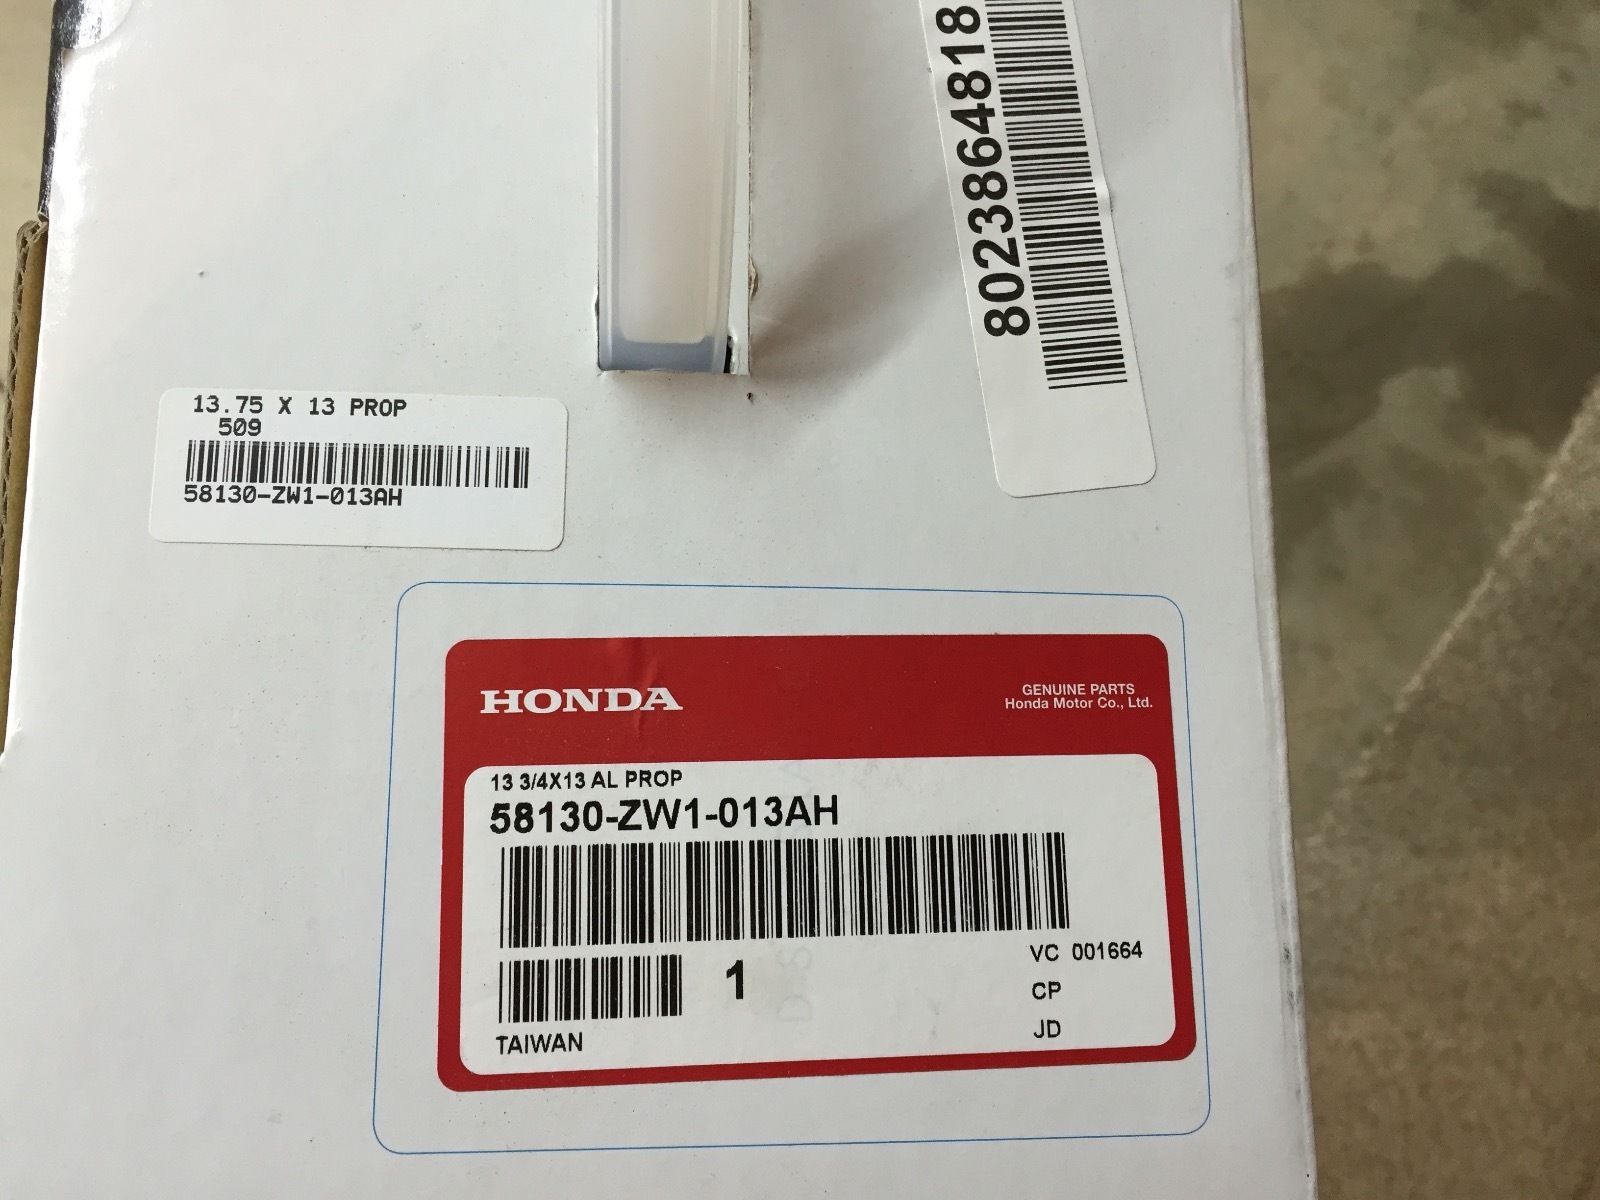 8023864818
13.75 X 13 PROP
509
58130-ZW1-013AH
HONDA
GENUINE PARTS
Honda Motor Co., Ltd.
13 3/4X13 AL PROP
58130-ZW1-013AH
1
VC 001664
CP
JD
TAIWAN